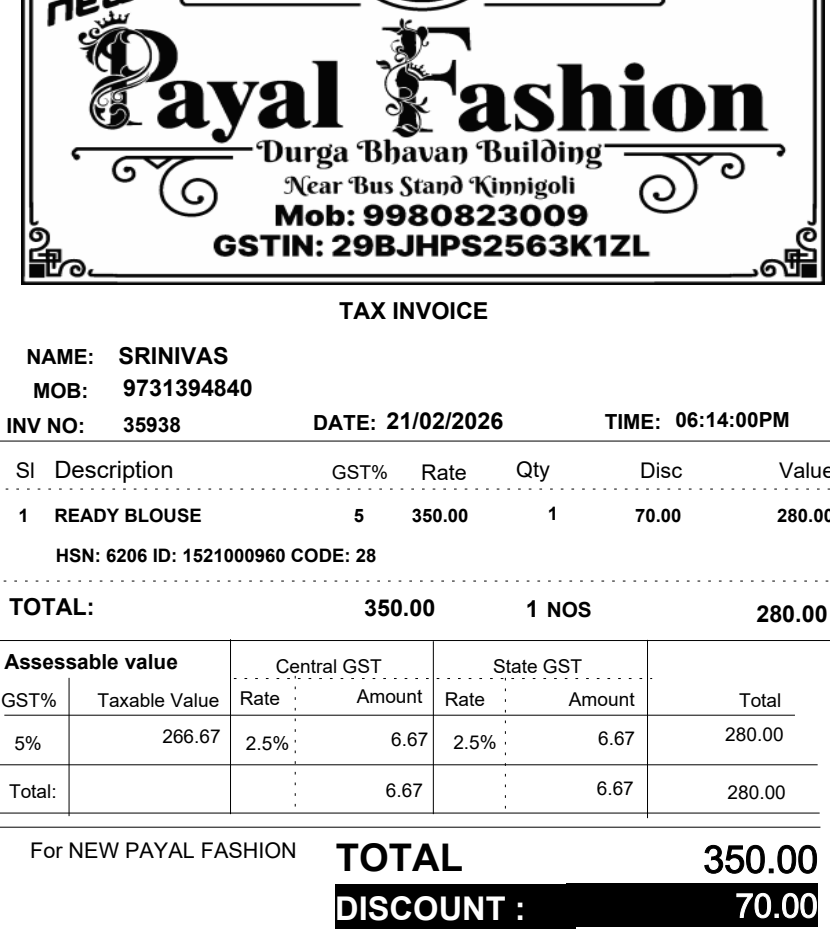 new
Payal Fashion
Durga Bhavan Building
Near Bus Stand Kinnigoli
Mob: 9980823009
GSTIN: 29BJHPS2563K1ZL
TAX INVOICE
NAME: SRINIVAS
MOB: 9731394840
INV NO: 35938 DATE: 21/02/2026 TIME: 06:14:00PM
Sl Description GST% Rate Qty Disc Value
1 READY BLOUSE 5 350.00 1 70.00 280.00
HSN: 6206 ID: 1521000960 CODE: 28
TOTAL: 350.00 1 NOS 280.00
Assessable value Central GST State GST
GST% Taxable Value Rate Amount Rate Amount Total
5% 266.67 2.5% 6.67 2.5% 6.67 280.00
Total: 6.67 6.67 280.00
For NEW PAYAL FASHION TOTAL 350.00
DISCOUNT : 70.00